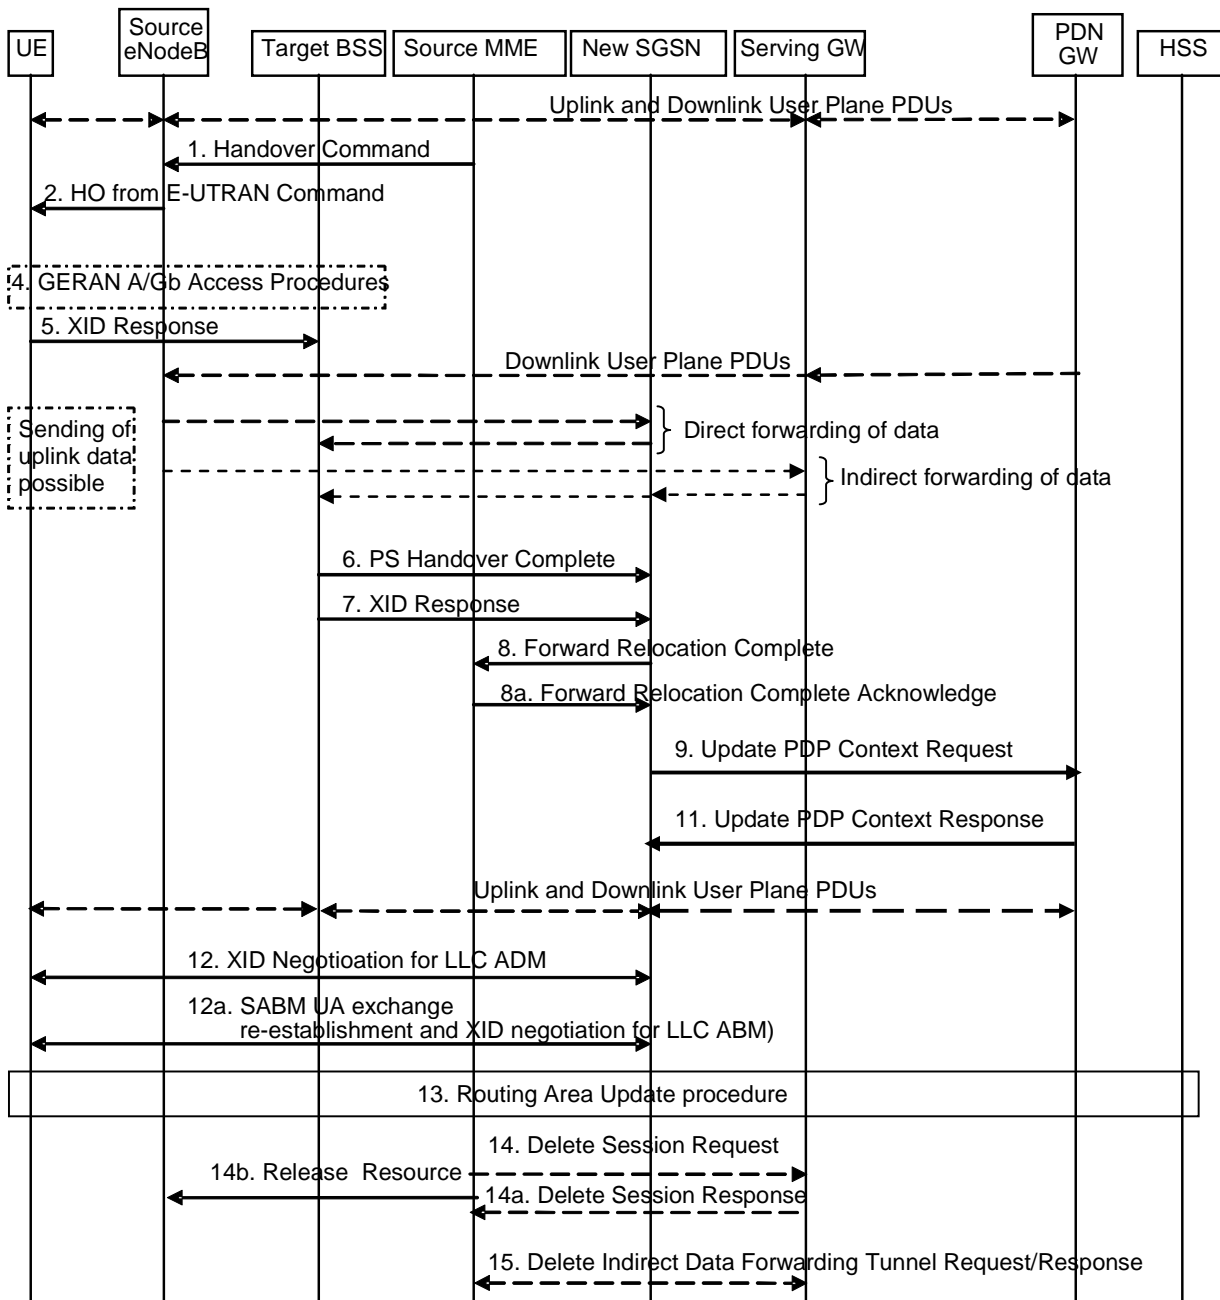 Source
eNodeB
UE
Target BSS
Source MME
New SGSN
Serving GW
PDN
GW
HSS
Uplink and Downlink User Plane PDUs
1. Handover Command
2. HO from E-UTRAN Command
4. GERAN A/Gb Access Procedures
5. XID Response
Downlink User Plane PDUs
Sending of
uplink data
possible
Direct forwarding of data
Indirect forwarding of data
6. PS Handover Complete
7. XID Response
8. Forward Relocation Complete
8a. Forward Relocation Complete Acknowledge
9. Update PDP Context Request
11. Update PDP Context Response
Uplink and Downlink User Plane PDUs
12. XID Negotioation for LLC ADM
12a. SABM UA exchange
re-establishment and XID negotiation for LLC ABM)
13. Routing Area Update procedure
14. Delete Session Request
14b. Release Resource
14a. Delete Session Response
15. Delete Indirect Data Forwarding Tunnel Request/Response